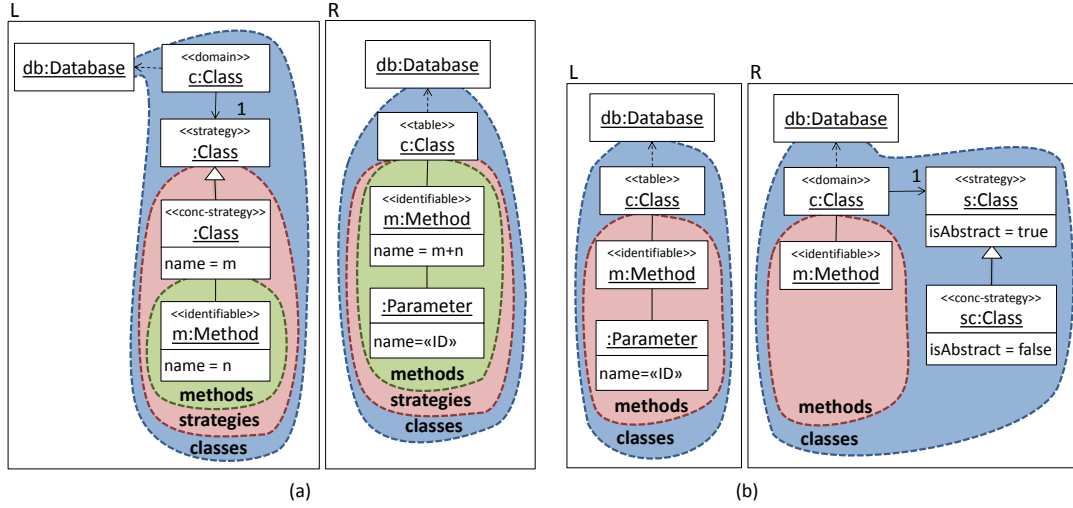 L
db:Database
<<domain>>
c:Class
1
<<strategy>>
:Class
<<conc-strategy>>
:Class
name = m
<<identifiable>>
m:Method
name = n
methods
strategies
classes
R
db:Database
<<table>>
c:Class
<<identifiable>>
m:Method
name = m+n
:Parameter
name=«ID»
methods
strategies
classes
(a)
L
db:Database
<<table>>
c:Class
<<identifiable>>
m:Method
:Parameter
name=«ID»
methods
classes
R
db:Database
<<domain>>
c:Class
1
<<strategy>>
s:Class
isAbstract = true
<<identifiable>>
m:Method
<<conc-strategy>>
sc:Class
isAbstract = false
methods
classes
(b)